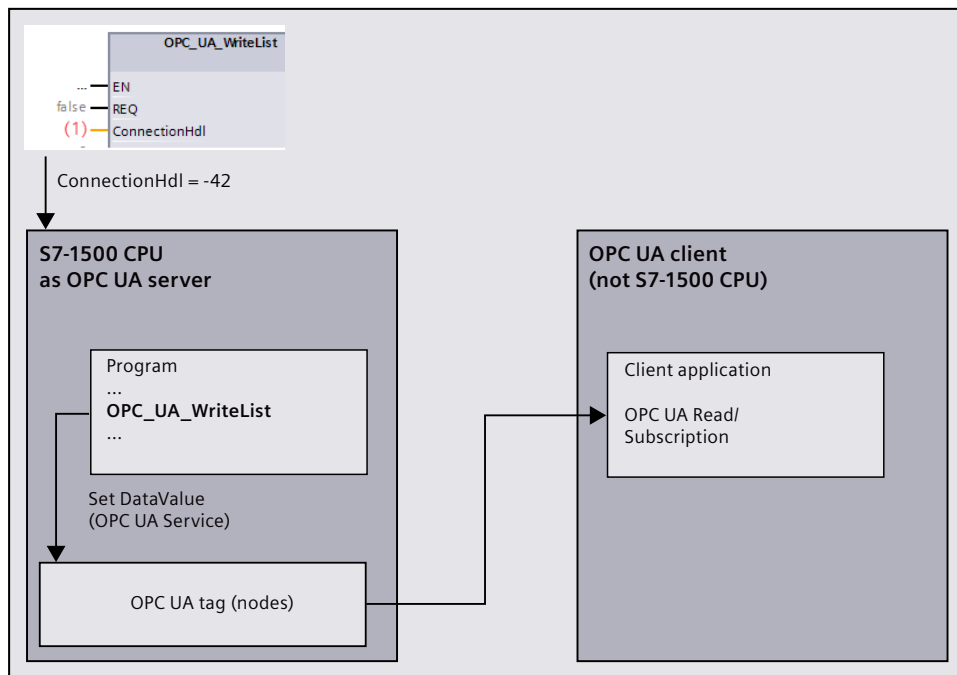 OPC_UA_WriteList
... EN
false REQ
(1) ConnectionHdl
ConnectionHdl = -42
S7-1500 CPU
as OPC UA server
Program
...
OPC_UA_WriteList
...
Set DataValue
(OPC UA Service)
OPC UA tag (nodes)
OPC UA client
(not S7-1500 CPU)
Client application
OPC UA Read/
Subscription